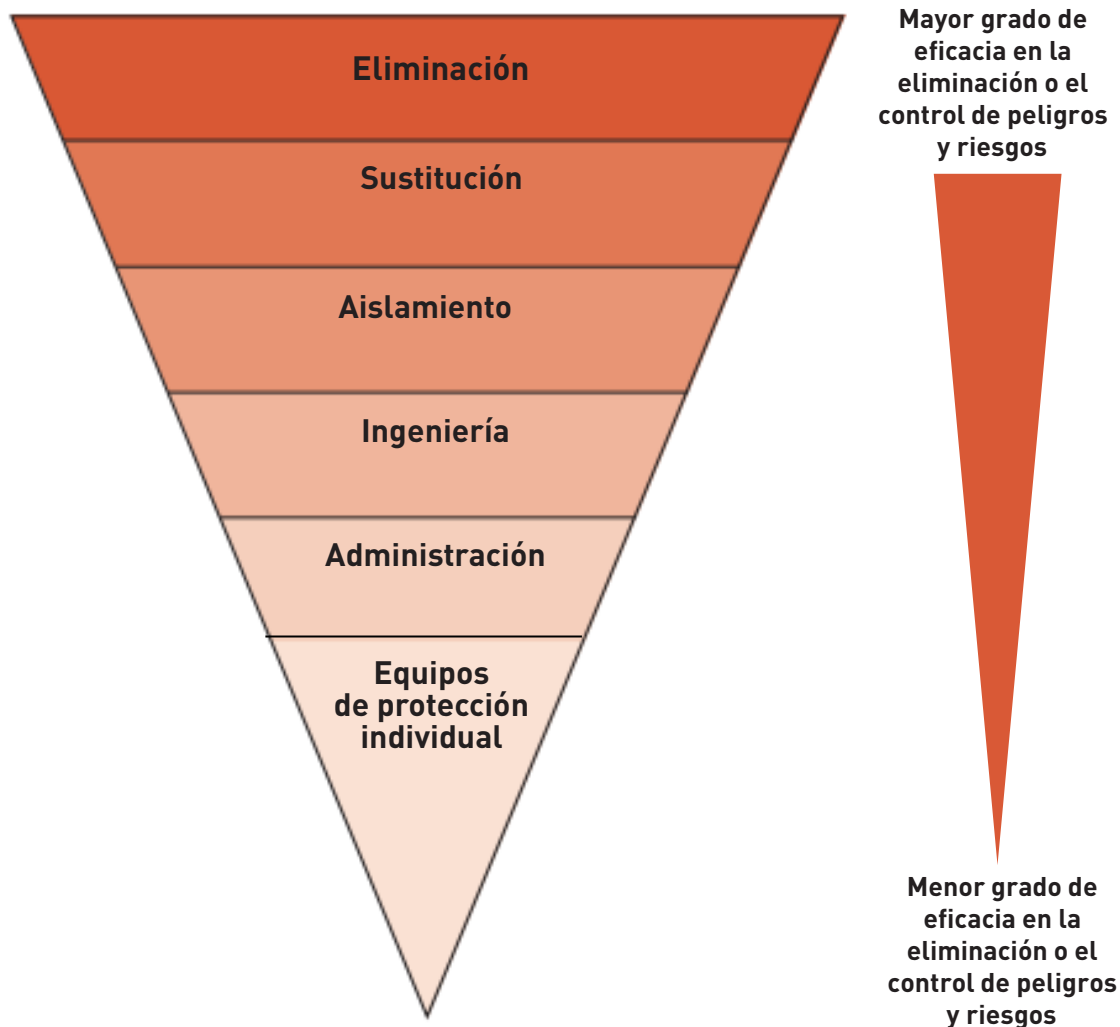 Eliminación
Sustitución
Aislamiento
Ingeniería
Administración
Equipos
de protección
individual
Mayor grado de
eficacia en la
eliminación o el
control de peligros
y riesgos
Menor grado de
eficacia en la
eliminación o el
control de peligros
y riesgos